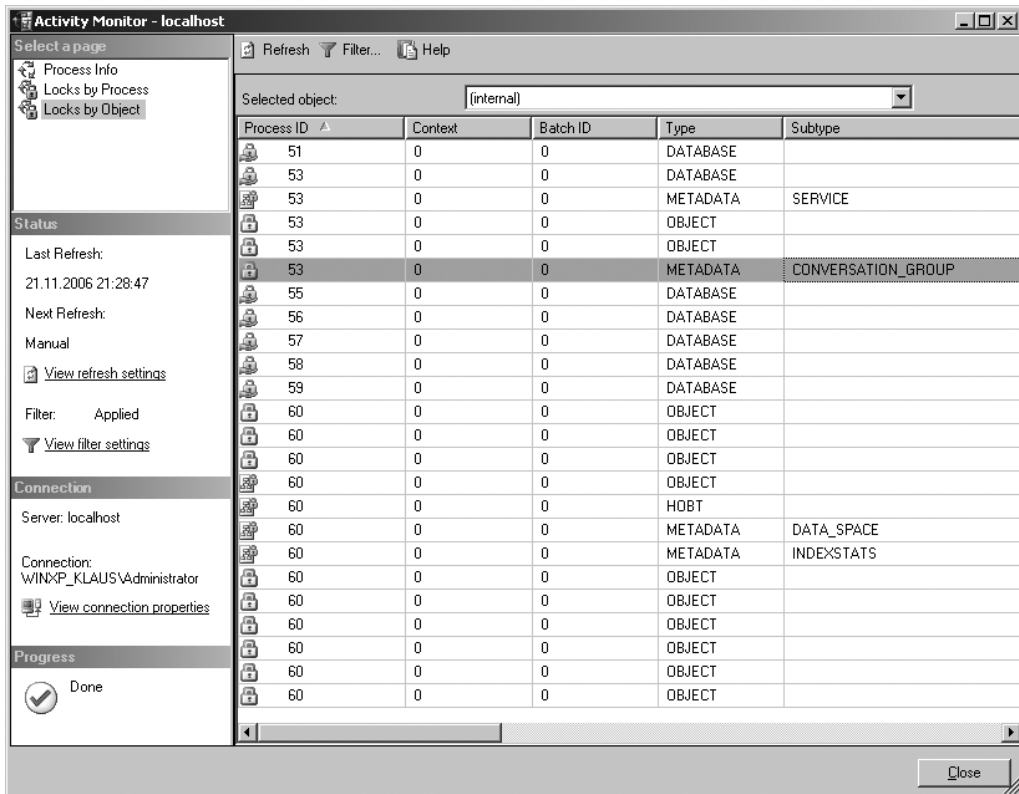 Activity Monitor - localhost
Select a page
Process Info
Locks by Process
Locks by Object
Refresh Filter... Help
Selected object: (internal)
Process ID Context Batch ID Type Subtype
51 0 0 DATABASE
53 0 0 DATABASE
53 0 0 METADATA SERVICE
53 0 0 OBJECT
53 0 0 OBJECT
53 0 0 METADATA CONVERSATION_GROUP
55 0 0 DATABASE
56 0 0 DATABASE
57 0 0 DATABASE
58 0 0 DATABASE
59 0 0 DATABASE
60 0 0 OBJECT
60 0 0 OBJECT
60 0 0 OBJECT
60 0 0 OBJECT
60 0 0 HOBT
60 0 0 METADATA DATA_SPACE
60 0 0 METADATA INDEXSTATS
60 0 0 OBJECT
60 0 0 OBJECT
60 0 0 OBJECT
60 0 0 OBJECT
60 0 0 OBJECT
60 0 0 OBJECT
Status
Last Refresh:
21.11.2006 21:28:47
Next Refresh:
Manual
View refresh settings
Filter: Applied
View filter settings
Connection
Server: localhost
Connection:
WINXP_KLAUS\Administrator
View connection properties
Progress
Done
Close